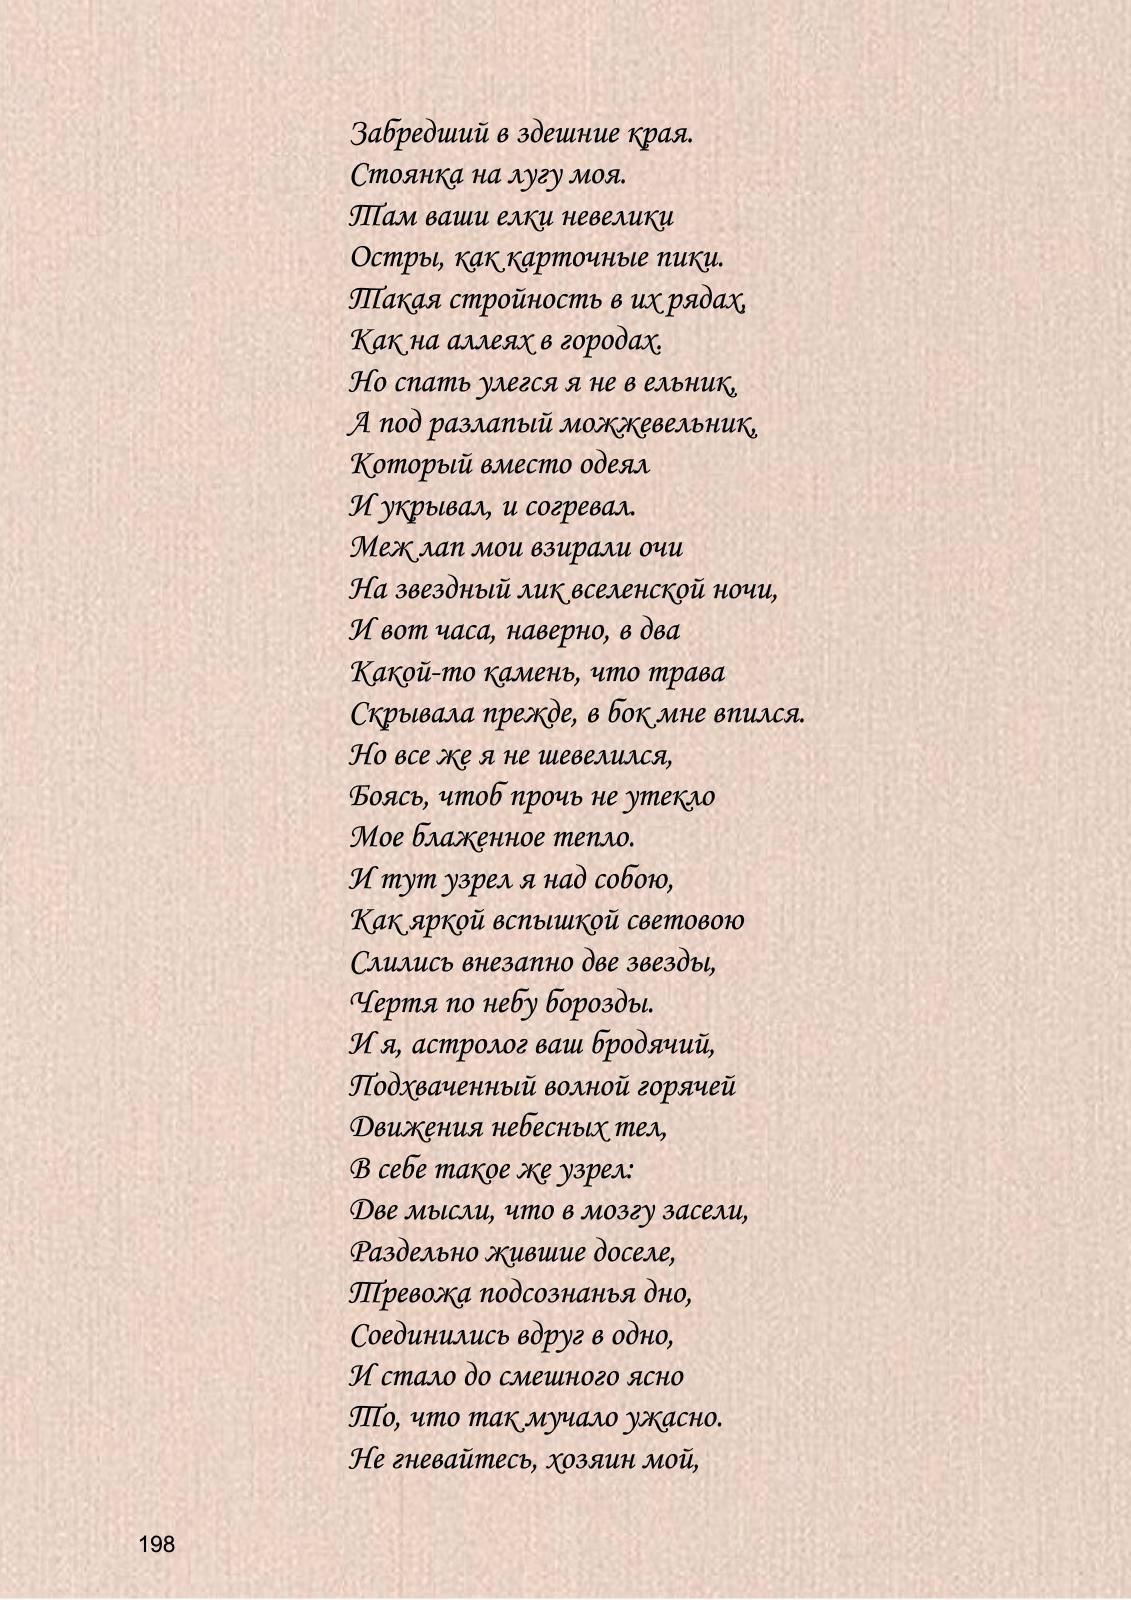 Забредший в здешние края.
Стоянка на лугу моя.
Там ваши елки невелики
Остры, как карточные пики.
Такая стройность в их рядах,
Как на аллеях в городах.
Но спать улегся я не в ельник,
А под разлапый можжевельник,
Который вместо одеял
И укрывал, и согревал.
Меж лап мои взирали очи
На звездный лик вселенской ночи,
И вот часа, наверно, в два
Какой-то камень, что трава
Скрывала прежде, в бок мне впился.
Но все же я не шевелился,
Боясь, чтоб прочь не утекло
Мое блаженное тепло.
И тут узрел я над собою,
Как яркой вспышкой световою
Слились внезапно две звезды,
Чертя по небу борозды.
И я, астролог ваш бродячий,
Подхваченный волной горячей
Движения небесных тел,
В себе такое же узрел:
Две мысли, что в мозгу засели,
Раздельно жившие доселе,
Тревожа подсознанья дно,
Соединились вдруг в одно,
И стало до смешного ясно
То, что так мучало ужасно.
Не гневайтесь, хозяин мой,
198